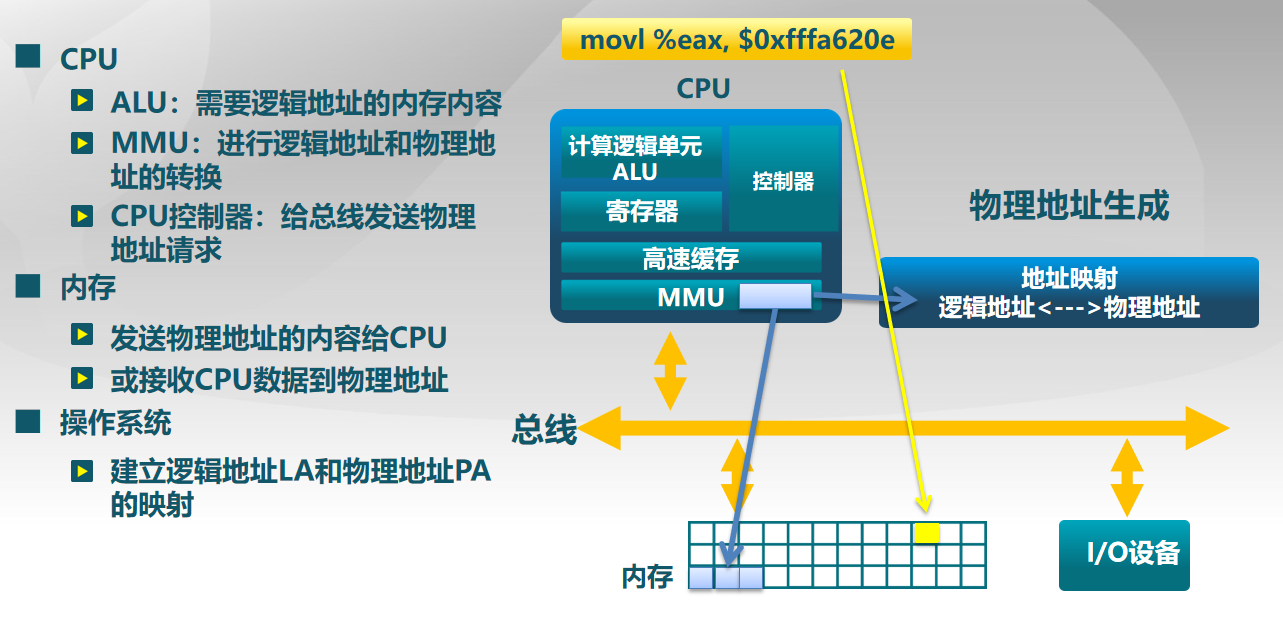 CPU
ALU：需要逻辑地址的内存内容
MMU：进行逻辑地址和物理地
址的转换
CPU控制器：给总线发送物理
地址请求
内存
发送物理地址的内容给CPU
或接收CPU数据到物理地址
操作系统
建立逻辑地址LA和物理地址PA
的映射
movl %eax, $0xfffa620e
CPU
计算逻辑单元
ALU
控制器
寄存器
高速缓存
MMU
物理地址生成
地址映射
逻辑地址<--->物理地址
总线
内存
I/O设备